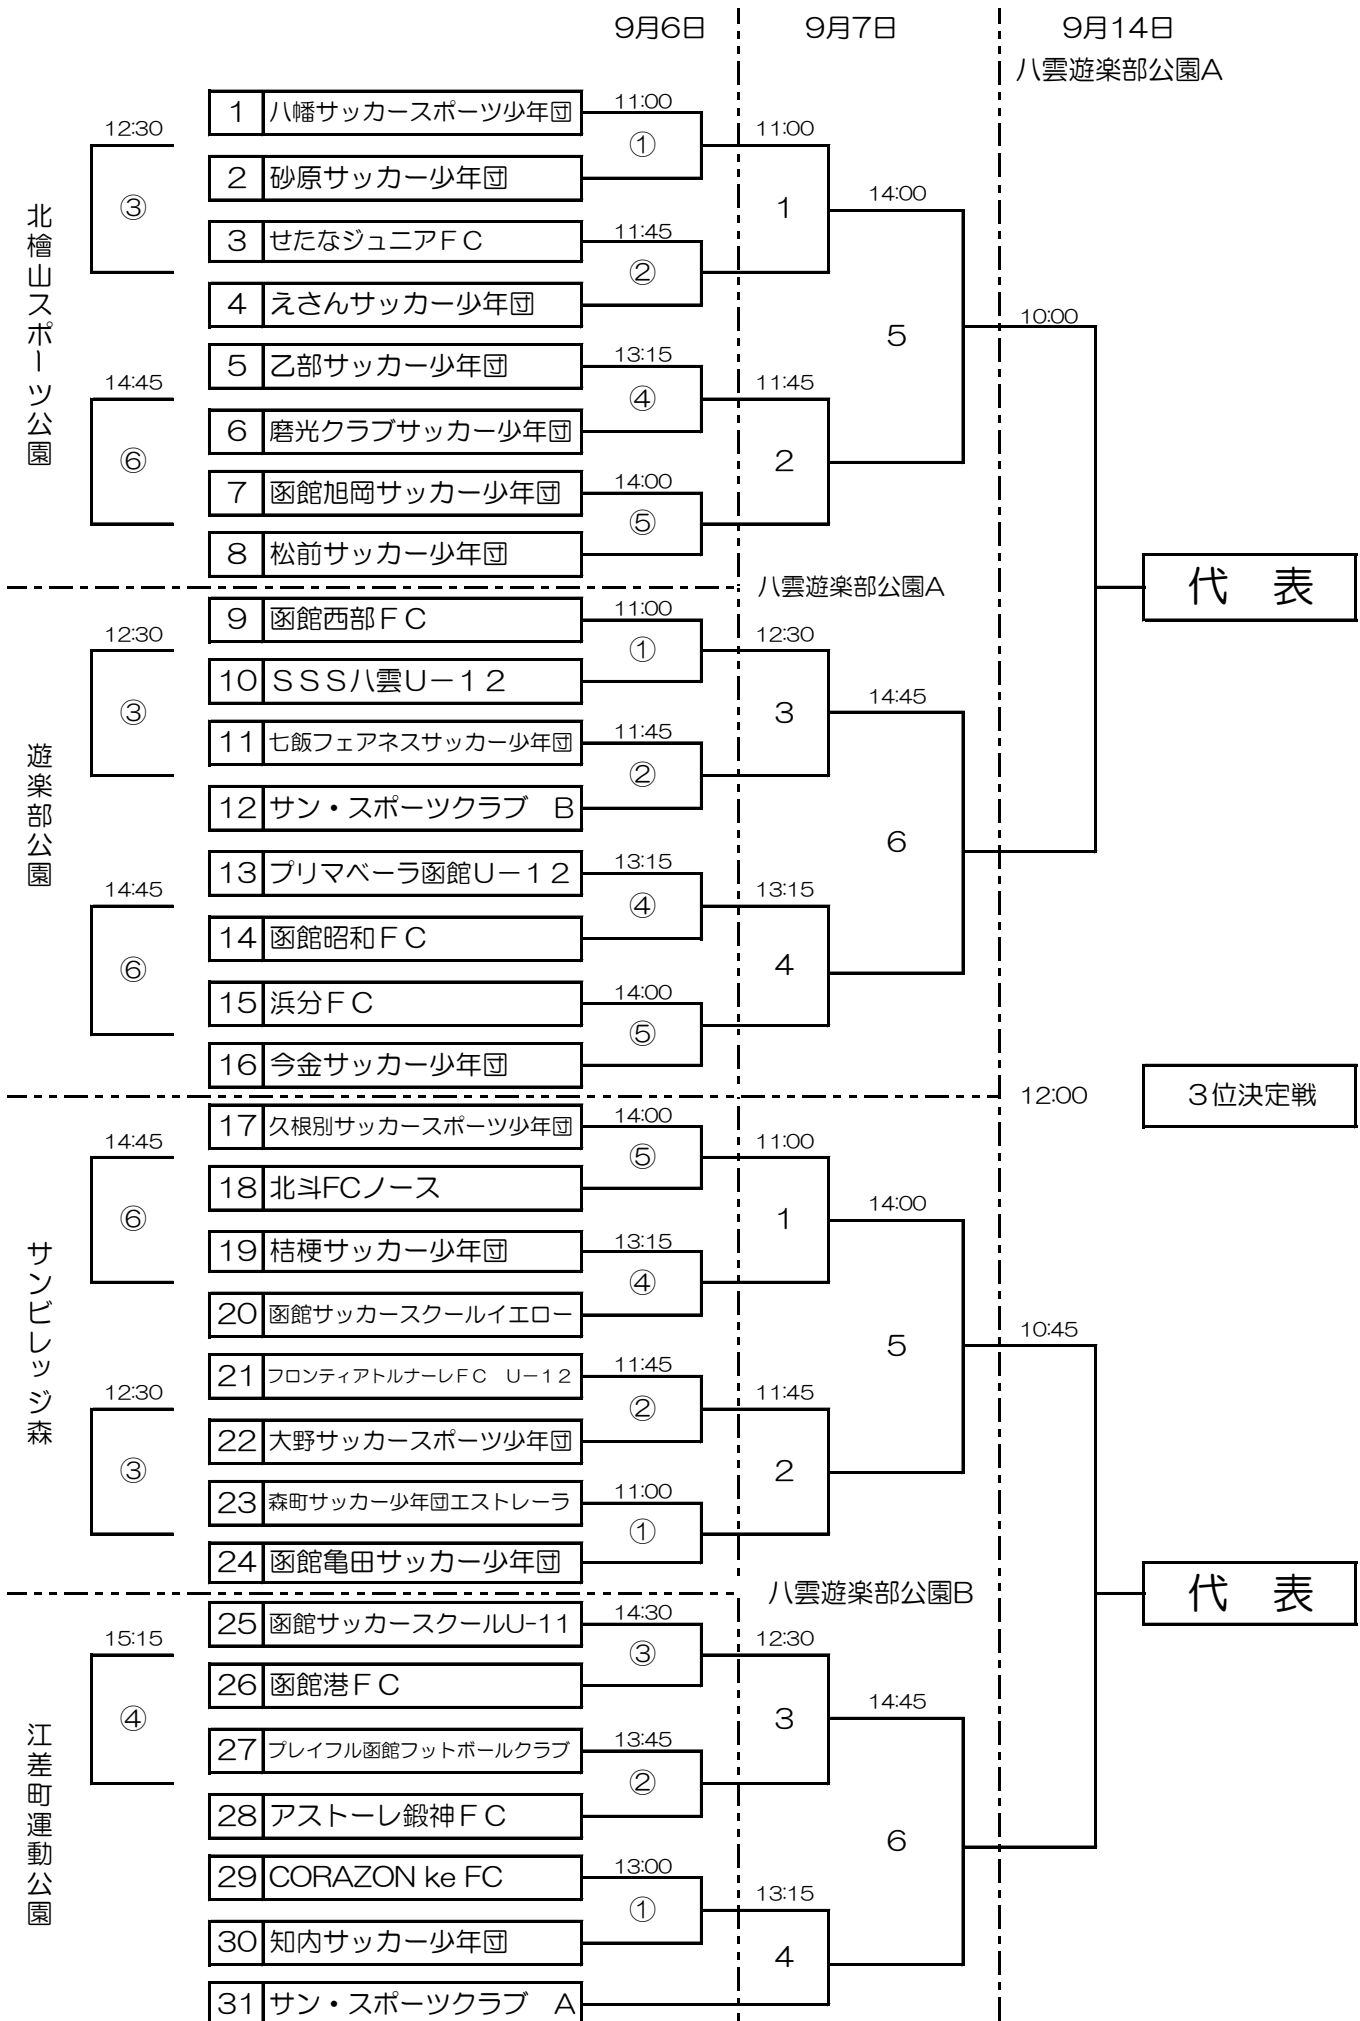 9月6日 9月7日 9月14日
八雲遊楽部公園A
北檜山スポーツ公園
12:30
③
14:45
⑥
1 八幡サッカースポーツ少年団
2 砂原サッカー少年団
3 せたなジュニアＦＣ
4 えさんサッカー少年団
5 乙部サッカー少年団
6 磨光クラブサッカー少年団
7 函館旭岡サッカー少年団
8 松前サッカー少年団
11:00
①
11:45
②
13:15
④
14:00
⑤
11:00
1
11:45
2
14:00
5
10:00
八雲遊楽部公園A
代　表
遊楽部公園
12:30
③
14:45
⑥
9 函館西部ＦＣ
10 ＳＳＳ八雲Ｕ－１２
11 七飯フェアネスサッカー少年団
12 サン・スポーツクラブ　B
13 プリマベーラ函館Ｕ－１２
14 函館昭和ＦＣ
15 浜分ＦＣ
16 今金サッカー少年団
11:00
①
11:45
②
13:15
④
14:00
⑤
12:30
3
13:15
4
14:45
6
12:00
３位決定戦
サンビレッジ森
14:45
⑥
12:30
③
17 久根別サッカースポーツ少年団
18 北斗FCノース
19 桔梗サッカー少年団
20 函館サッカースクールイエロー
21 フロンティアトルナーレＦＣ　Ｕ－１２
22 大野サッカースポーツ少年団
23 森町サッカー少年団エストレーラ
24 函館亀田サッカー少年団
14:00
⑤
13:15
④
11:45
②
11:00
①
11:00
1
11:45
2
14:00
5
10:45
八雲遊楽部公園B
代　表
江差町運動公園
15:15
④
25 函館サッカースクールU-11
26 函館港ＦＣ
27 プレイフル函館フットボールクラブ
28 アストーレ鍛神ＦＣ
29 CORAZON ke FC
30 知内サッカー少年団
31 サン・スポーツクラブ　A
14:30
③
13:45
②
13:00
①
12:30
3
13:15
4
14:45
6